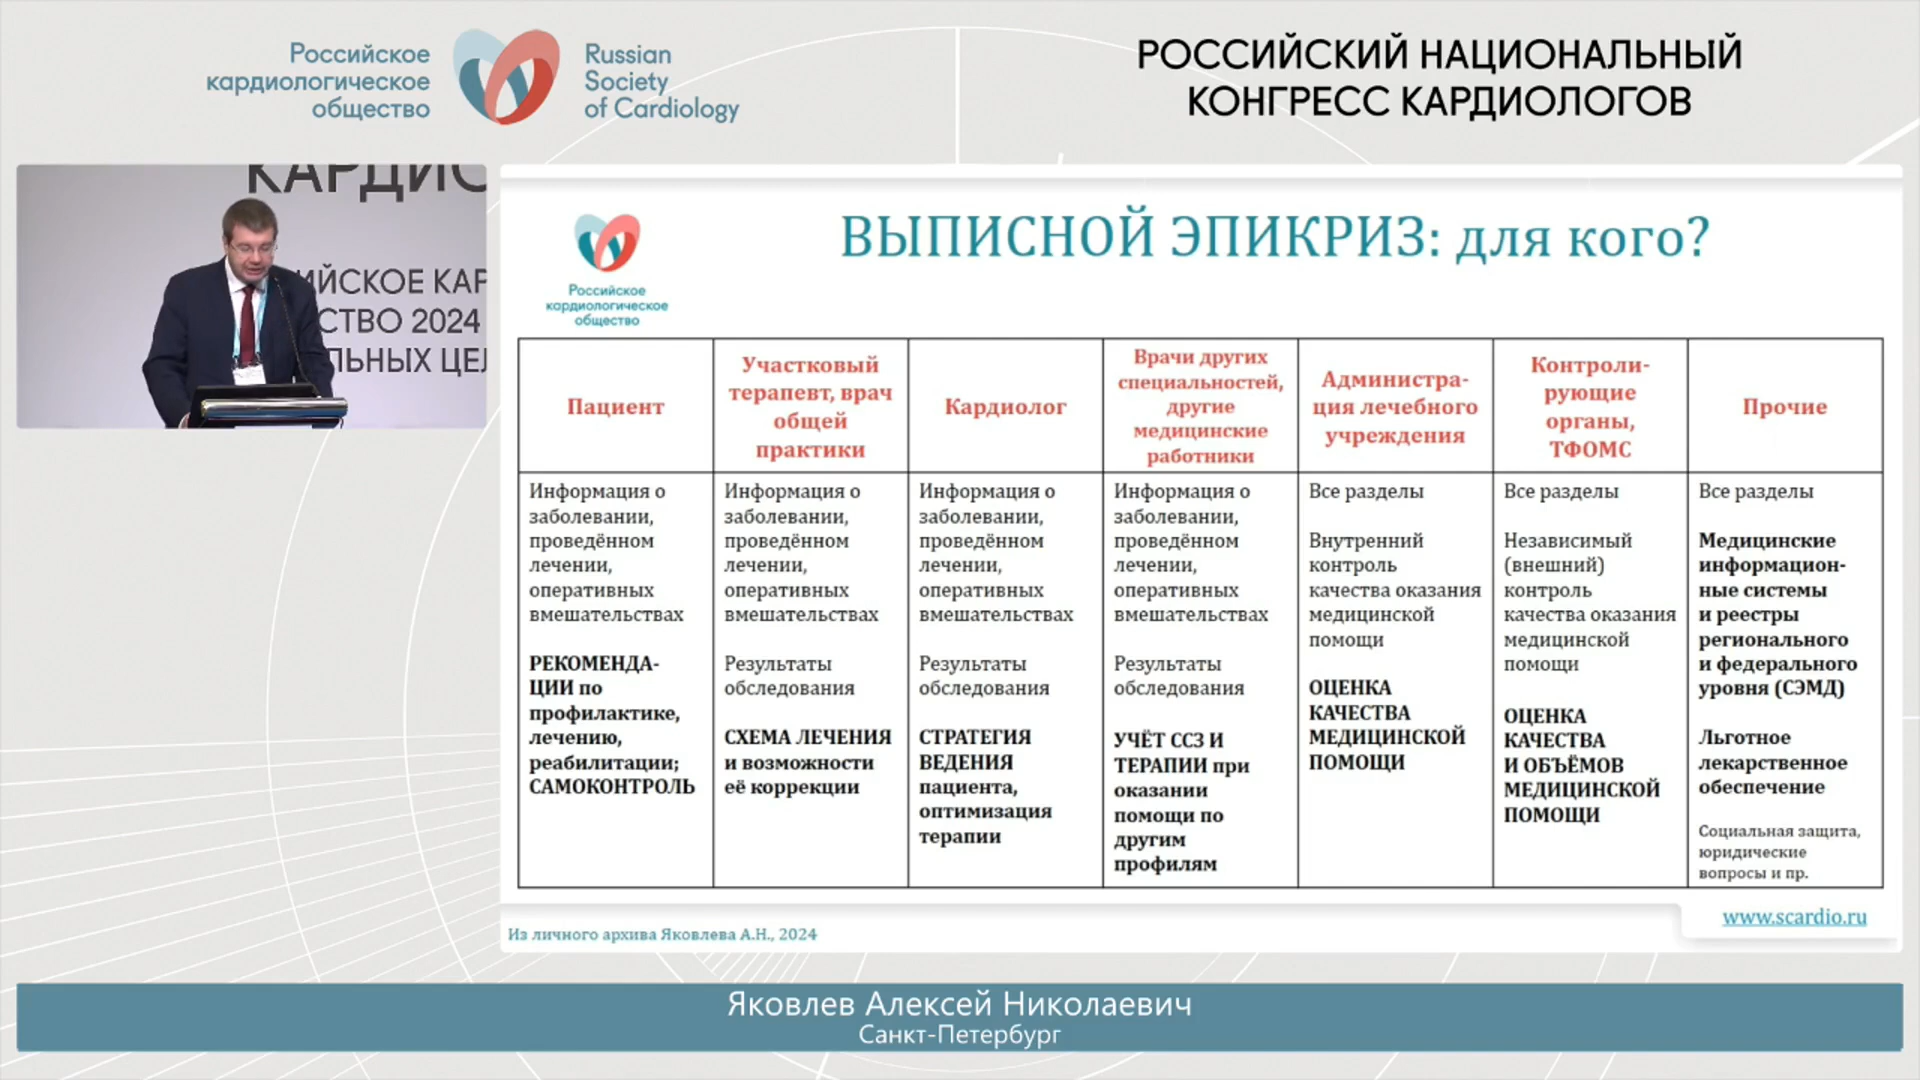 Российское
кардиологическое
общество
Russian
Society
of Cardiology
РОССИЙСКИЙ НАЦИОНАЛЬНЫЙ
КОНГРЕСС КАРДИОЛОГОВ
КАРДИО
ЙСКОЕ КАР
СТВО 2024
ЛЬНЫХ ЦЕЛ
Российское
кардиологическое
общество
ВЫПИСНОЙ ЭПИКРИЗ: для кого?
Пациент
Участковый
терапевт, врач
общей
практики
Кардиолог
Врачи других
специальностей,
другие
медицинские
работники
Администра-
ция лечебного
учреждения
Контроли-
рующие
органы,
ТФОМС
Прочие
Информация о
заболевании,
проведённом
лечении,
оперативных
вмешательствах
РЕКОМЕНДА-
ЦИИ по
профилактике,
лечению,
реабилитации;
САМОКОНТРОЛЬ
Информация о
заболевании,
проведённом
лечении,
оперативных
вмешательствах
Результаты
обследования
СХЕМА ЛЕЧЕНИЯ
и возможности
её коррекции
Информация о
заболевании,
проведённом
лечении,
оперативных
вмешательствах
Результаты
обследования
СТРАТЕГИЯ
ВЕДЕНИЯ
пациента,
оптимизация
терапии
Информация о
заболевании,
проведённом
лечении,
оперативных
вмешательствах
Результаты
обследования
УЧЁТ ССЗ И
ТЕРАПИИ при
оказании
помощи по
другим
профилям
Все разделы
Внутренний
контроль
качества оказания
медицинской
помощи
ОЦЕНКА
КАЧЕСТВА
МЕДИЦИНСКОЙ
ПОМОЩИ
Все разделы
Независимый
(внешний)
контроль
качества оказания
медицинской
помощи
ОЦЕНКА
КАЧЕСТВА
И ОБЪЁМОВ
МЕДИЦИНСКОЙ
ПОМОЩИ
Все разделы
Медицинские
информацион-
ные системы
и реестры
регионального
и федерального
уровня (СЭМД)
Льготное
лекарственное
обеспечение
Социальная защита,
юридические
вопросы и пр.
www.scardio.ru
Из личного архива Яковлева А.Н., 2024
Яковлев Алексей Николаевич
Санкт-Петербург